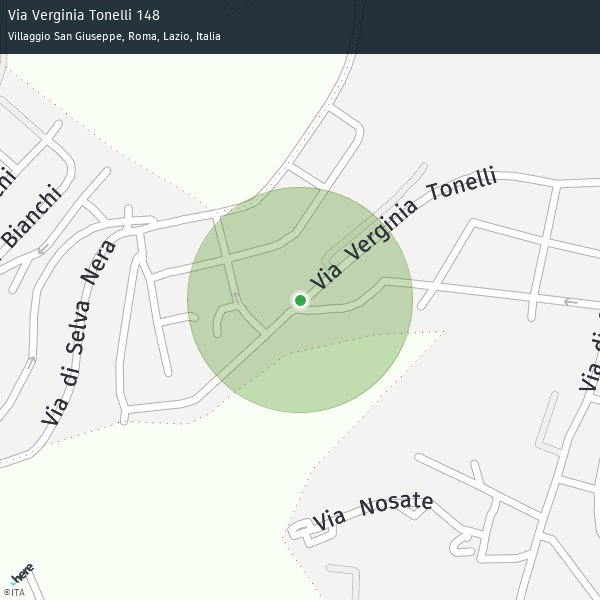 Via Verginia Tonelli 148
Villaggio San Giuseppe, Roma, Lazio, Italia
Bianchi
Via di Selva Nera
Via Verginia Tonelli
Via di
Via Nosate
here
©ITA